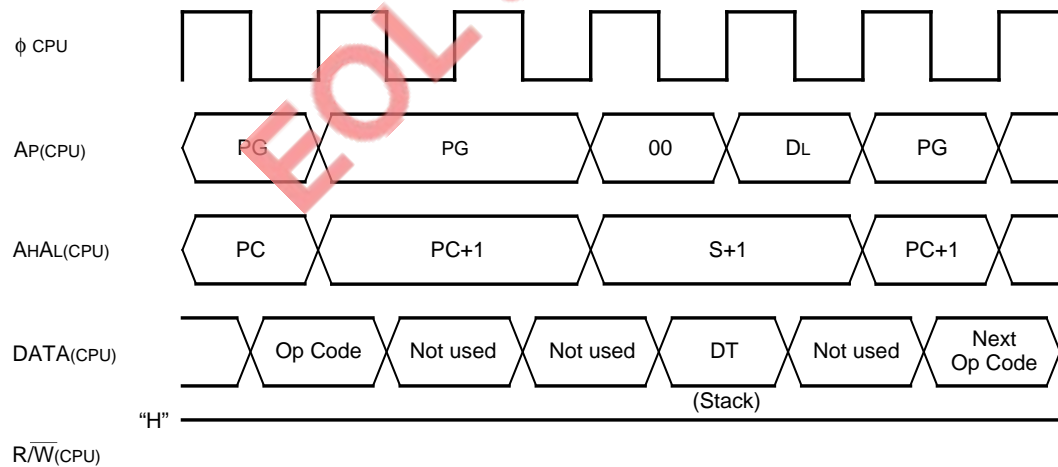 φ CPU
AP(CPU) PG PG 00 DL PG
AHAL(CPU) PC PC+1 S+1 PC+1
DATA(CPU) Op Code Not used Not used DT Not used Next Op Code
(Stack)
“H”
R/W̅(CPU)
EOL